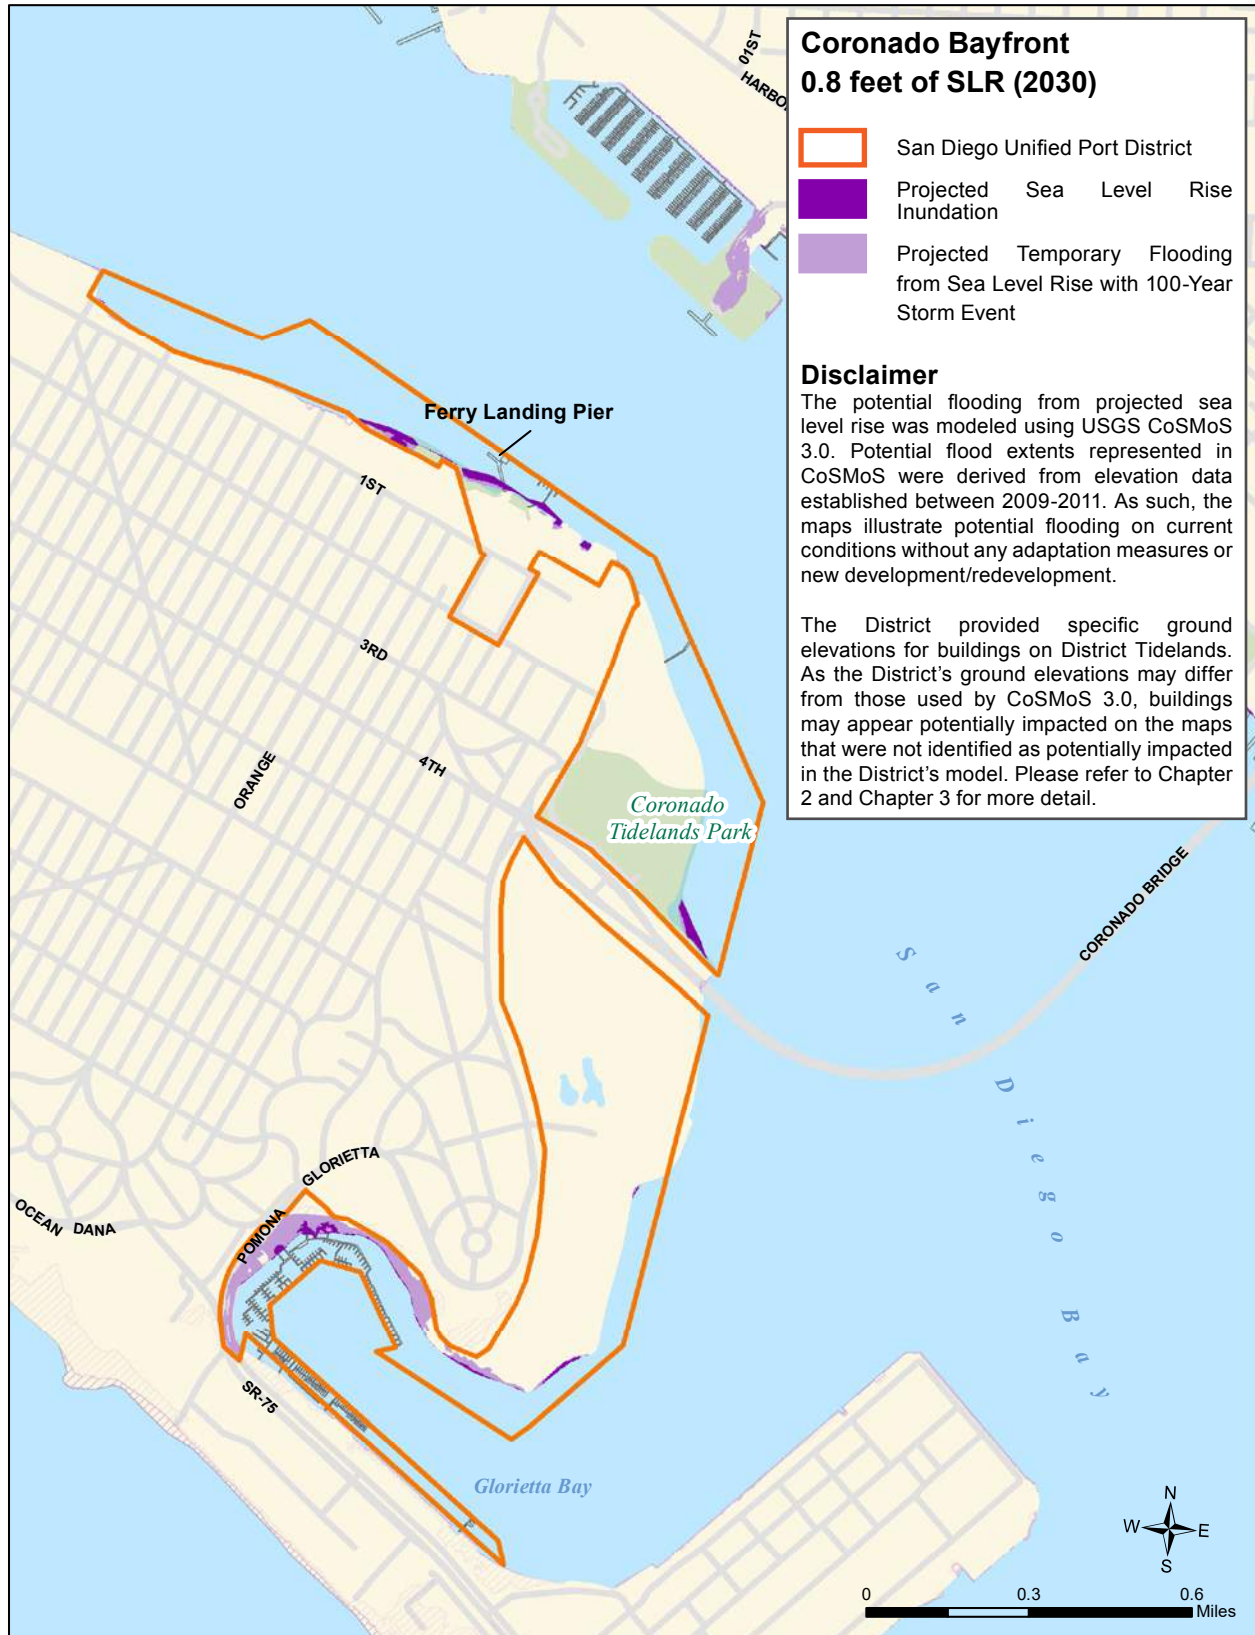 Coronado Bayfront
0.8 feet of SLR (2030)
San Diego Unified Port District
Projected Sea Level Rise
Inundation
Projected Temporary Flooding
from Sea Level Rise with 100-Year
Storm Event
Disclaimer
The potential flooding from projected sea
level rise was modeled using USGS CoSMoS
3.0. Potential flood extents represented in
CoSMoS were derived from elevation data
established between 2009-2011. As such, the
maps illustrate potential flooding on current
conditions without any adaptation measures or
new development/redevelopment.
The District provided specific ground
elevations for buildings on District Tidelands.
As the District's ground elevations may differ
from those used by CoSMoS 3.0, buildings
may appear potentially impacted on the maps
that were not identified as potentially impacted
in the District's model. Please refer to Chapter
2 and Chapter 3 for more detail.
01ST
Ferry Landing Pier
1ST
3RD
4TH
ORANGE
Coronado
Tidelands Park
CORONADO BRIDGE
San Diego Bay
GLORIETTA
POMONA
OCEAN DANA
SR-75
Glorietta Bay
N
W E
S
0 0.3 0.6
Miles